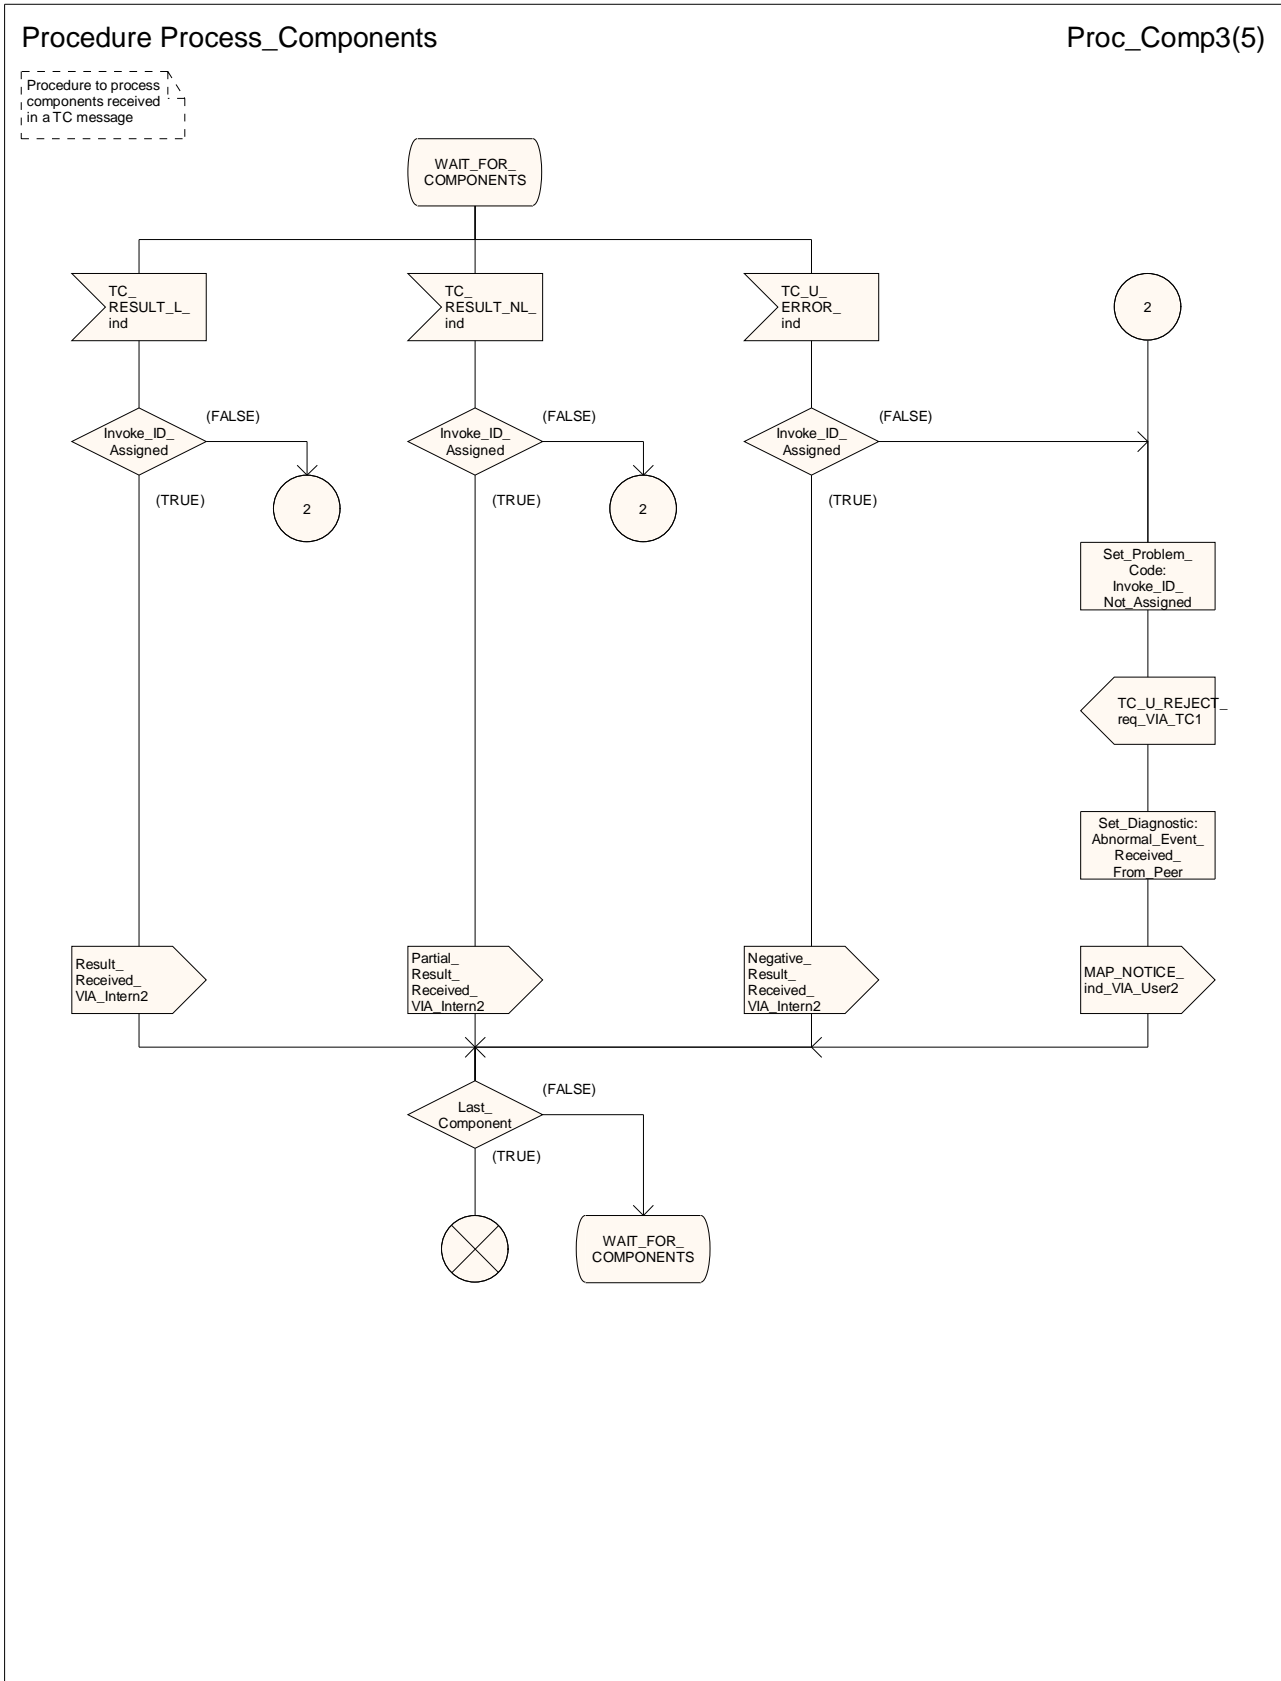 Procedure Process_Components
Proc_Comp3(5)
Procedure to process
components received
in a TC message
WAIT_FOR_
COMPONENTS
TC_
RESULT_L_
ind
TC_
RESULT_NL_
ind
TC_U_
ERROR_
ind
2
Invoke_ID_
Assigned
(FALSE)
(TRUE)
2
Invoke_ID_
Assigned
(FALSE)
(TRUE)
2
Invoke_ID_
Assigned
(FALSE)
(TRUE)
Set_Problem_
Code:
Invoke_ID_
Not_Assigned
TC_U_REJECT_
req_VIA_TC1
Set_Diagnostic:
Abnormal_Event_
Received_
From_Peer
Result_
Received_
VIA_Intern2
Partial_
Result_
Received_
VIA_Intern2
Negative_
Result_
Received_
VIA_Intern2
MAP_NOTICE_
ind_VIA_User2
Last_
Component
(FALSE)
(TRUE)
WAIT_FOR_
COMPONENTS